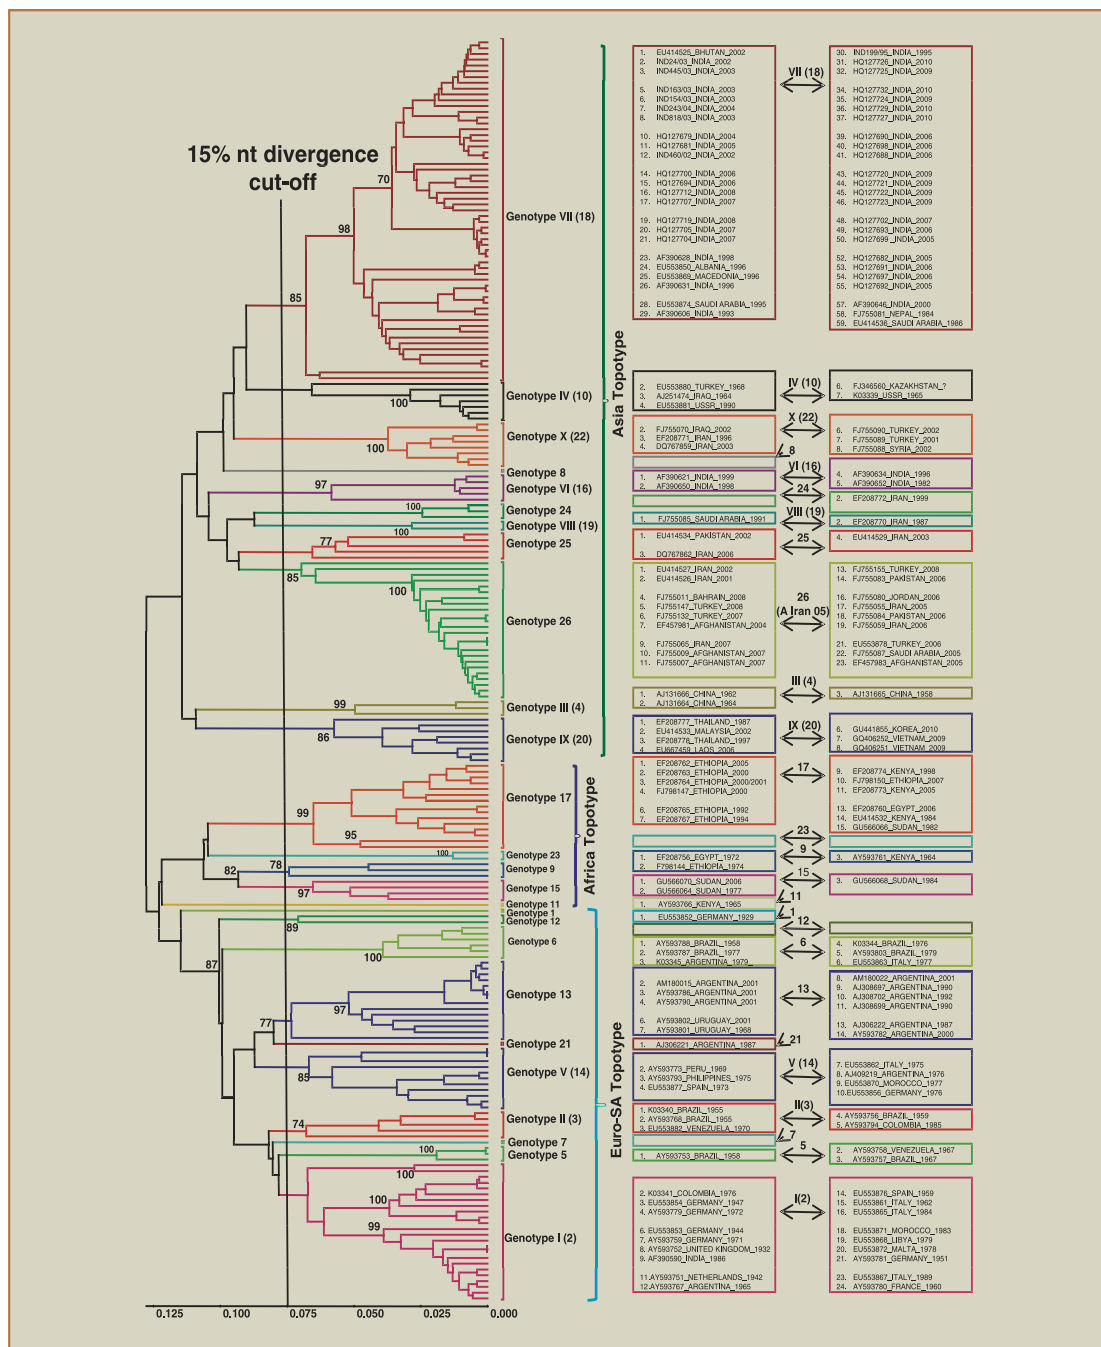 15% nt divergence
cut-off
70
98
85
100
100
97
100
100
77
85
100
99
86
99
95
100
78
82
97
89
87
100
97
77
85
74
100
100
100
99
0.125
0.100
0.075
0.050
0.025
0.000
Genotype VII (18)
Genotype IV (10)
Genotype X (22)
Genotype 8
Genotype VI (16)
Genotype 24
Genotype VIII (19)
Genotype 25
Genotype 26
Genotype III (4)
Genotype IX (20)
Genotype 17
Genotype 23
Genotype 9
Genotype 15
Genotype 11
Genotype 1
Genotype 12
Genotype 6
Genotype 13
Genotype 21
Genotype V (14)
Genotype II (3)
Genotype 7
Genotype 5
Genotype I (2)
Asia Topotype
Africa Topotype
Euro-SA Topotype
1. EU414525_BHUTAN_2002
2. IND24/03_INDIA_2002
3. IND445/03_INDIA_2003
5. IND163/03_INDIA_2003
6. IND154/03_INDIA_2003
7. IND243/04_INDIA_2004
8. IND818/03_INDIA_2003
10. HQ127679_INDIA_2004
11. HQ127681_INDIA_2005
12. IND460/02_INDIA_2002
14. HQ127700_INDIA_2006
15. HQ127694_INDIA_2006
16. HQ127712_INDIA_2008
17. HQ127707_INDIA_2007
19. HQ127719_INDIA_2008
20. HQ127705_INDIA_2007
21. HQ127704_INDIA_2007
23. AF390628_INDIA_1998
24. EU553850_ALBANIA_1996
25. EU553869_MACEDONIA_1996
26. AF390631_INDIA_1996
28. EU553874_SAUDI ARABIA_1995
29. AF390606_INDIA_1993
VII (18)
30. IND199/95_INDIA_1995
31. HQ127726_INDIA_2010
32. HQ127725_INDIA_2009
34. HQ127732_INDIA_2010
35. HQ127724_INDIA_2009
36. HQ127729_INDIA_2010
37. HQ127727_INDIA_2010
39. HQ127690_INDIA_2006
40. HQ127698_INDIA_2006
41. HQ127688_INDIA_2006
43. HQ127720_INDIA_2009
44. HQ127721_INDIA_2009
45. HQ127722_INDIA_2009
46. HQ127723_INDIA_2009
48. HQ127702_INDIA_2007
49. HQ127693_INDIA_2006
50. HQ127699_INDIA_2005
52. HQ127682_INDIA_2005
53. HQ127691_INDIA_2006
54. HQ127697_INDIA_2006
55. HQ127692_INDIA_2005
57. AF390646_INDIA_2000
58. FJ755081_NEPAL_1984
59. EU414536_SAUDI ARABIA_1986
2. EU553880_TURKEY_1968
3. AJ251474_IRAQ_1964
4. EU553881_USSR_1990
IV (10)
6. FJ346560_KAZAKHSTAN_?
7. K03339_USSR_1965
2. FJ755070_IRAQ_2002
3. EF208771_IRAN_1996
4. DQ767859_IRAN_2003
X (22)
6. FJ755090_TURKEY_2002
7. FJ755089_TURKEY_2001
8. FJ755088_SYRIA_2002
8
1. AF390621_INDIA_1999
2. AF390650_INDIA_1998
VI (16)
4. AF390634_INDIA_1996
5. AF390652_INDIA_1982
24
2. EF208772_IRAN_1999
1. FJ755085_SAUDI ARABIA_1991
VIII (19)
2. EF208770_IRAN_1987
1. EU414534_PAKISTAN_2002
3. DQ767862_IRAN_2006
25
4. EU414529_IRAN_2003
1. EU414527_IRAN_2002
2. EU414526_IRAN_2001
4. FJ755011_BAHRAIN_2008
5. FJ755147_TURKEY_2008
6. FJ755132_TURKEY_2007
7. EF457981_AFGHANISTAN_2004
9. FJ755065_IRAN_2007
10. FJ755009_AFGHANISTAN_2007
11. FJ755007_AFGHANISTAN_2007
26
(A Iran 05)
13. FJ755155_TURKEY_2008
14. FJ755083_PAKISTAN_2006
16. FJ755080_JORDAN_2006
17. FJ755055_IRAN_2005
18. FJ755084_PAKISTAN_2006
19. FJ755059_IRAN_2006
21. EU553878_TURKEY_2006
22. FJ755087_SAUDI ARABIA_2005
23. EF457983_AFGHANISTAN_2005
1. AJ131666_CHINA_1962
2. AJ131664_CHINA_1964
III (4)
3. AJ131665_CHINA_1958
1. EF208777_THAILAND_1987
2. EU414533_MALAYSIA_2002
3. EF208778_THAILAND_1997
4. EU667459_LAOS_2006
IX (20)
6. GU441855_KOREA_2010
7. GQ406252_VIETNAM_2009
8. GQ406251_VIETNAM_2009
1. EF208762_ETHIOPIA_2005
2. EF208763_ETHIOPIA_2000
3. EF208764_ETHIOPIA_2000/2001
4. FJ798147_ETHIOPIA_2000
6. EF208765_ETHIOPIA_1992
7. EF208767_ETHIOPIA_1994
17
9. EF208774_KENYA_1998
10. FJ798150_ETHIOPIA_2007
11. EF208773_KENYA_2005
13. EF208760_EGYPT_2006
14. EU414532_KENYA_1984
15. GU566066_SUDAN_1982
23
1. EF208756_EGYPT_1972
2. F798144_ETHIOPIA_1974
9
3. AY593761_KENYA_1964
1. GU566070_SUDAN_2006
2. GU566064_SUDAN_1977
15
3. GU566068_SUDAN_1984
1. AY593766_KENYA_1965
11
1. EU553852_GERMANY_1929
1
12
1. AY593788_BRAZIL_1958
2. AY593787_BRAZIL_1977
3. K03345_ARGENTINA_1979_
6
4. K03344_BRAZIL_1976
5. AY593803_BRAZIL_1979
6. EU553863_ITALY_1977
2. AM180015_ARGENTINA_2001
3. AY593786_ARGENTINA_2001
4. AY593790_ARGENTINA_2001
6. AY593802_URUGUAY_2001
7. AY593801_URUGUAY_1968
13
8. AM180022_ARGENTINA_2001
9. AJ308697_ARGENTINA_1990
10. AJ308702_ARGENTINA_1992
11. AJ308699_ARGENTINA_1990
13. AJ306222_ARGENTINA_1987
14. AY593782_ARGENTINA_2000
1. AJ306221_ARGENTINA_1987
21
2. AY593773_PERU_1969
3. AY593793_PHILIPPINES_1975
4. EU553877_SPAIN_1973
V (14)
7. EU553862_ITALY_1975
8. AJ409219_ARGENTINA_1976
9. EU553870_MOROCCO_1977
10.EU553856_GERMANY_1976
1. K03340_BRAZIL_1955
2. AY593768_BRAZIL_1955
3. EU553882_VENEZUELA_1970
II(3)
4. AY593756_BRAZIL_1959
5. AY593794_COLOMBIA_1985
7
1. AY593753_BRAZIL_1958
5
2. AY593758_VENEZUELA_1967
3. AY593757_BRAZIL_1967
2. K03341_COLOMBIA_1976
3. EU553854_GERMANY_1947
4. AY593779_GERMANY_1972
6. EU553853_GERMANY_1944
7. AY593759_GERMANY_1971
8. AY593752_UNITED KINGDOM_1932
9. AF390590_INDIA_1986
11.AY593751_NETHERLANDS_1942
12.AY593767_ARGENTINA_1965
I(2)
14. EU553876_SPAIN_1959
15. EU553861_ITALY_1962
16. EU553865_ITALY_1984
18. EU553871_MOROCCO_1983
19. EU553868_LIBYA_1979
20. EU553872_MALTA_1978
21. AY593781_GERMANY_1951
23. EU553867_ITALY_1989
24. AY593780_FRANCE_1960